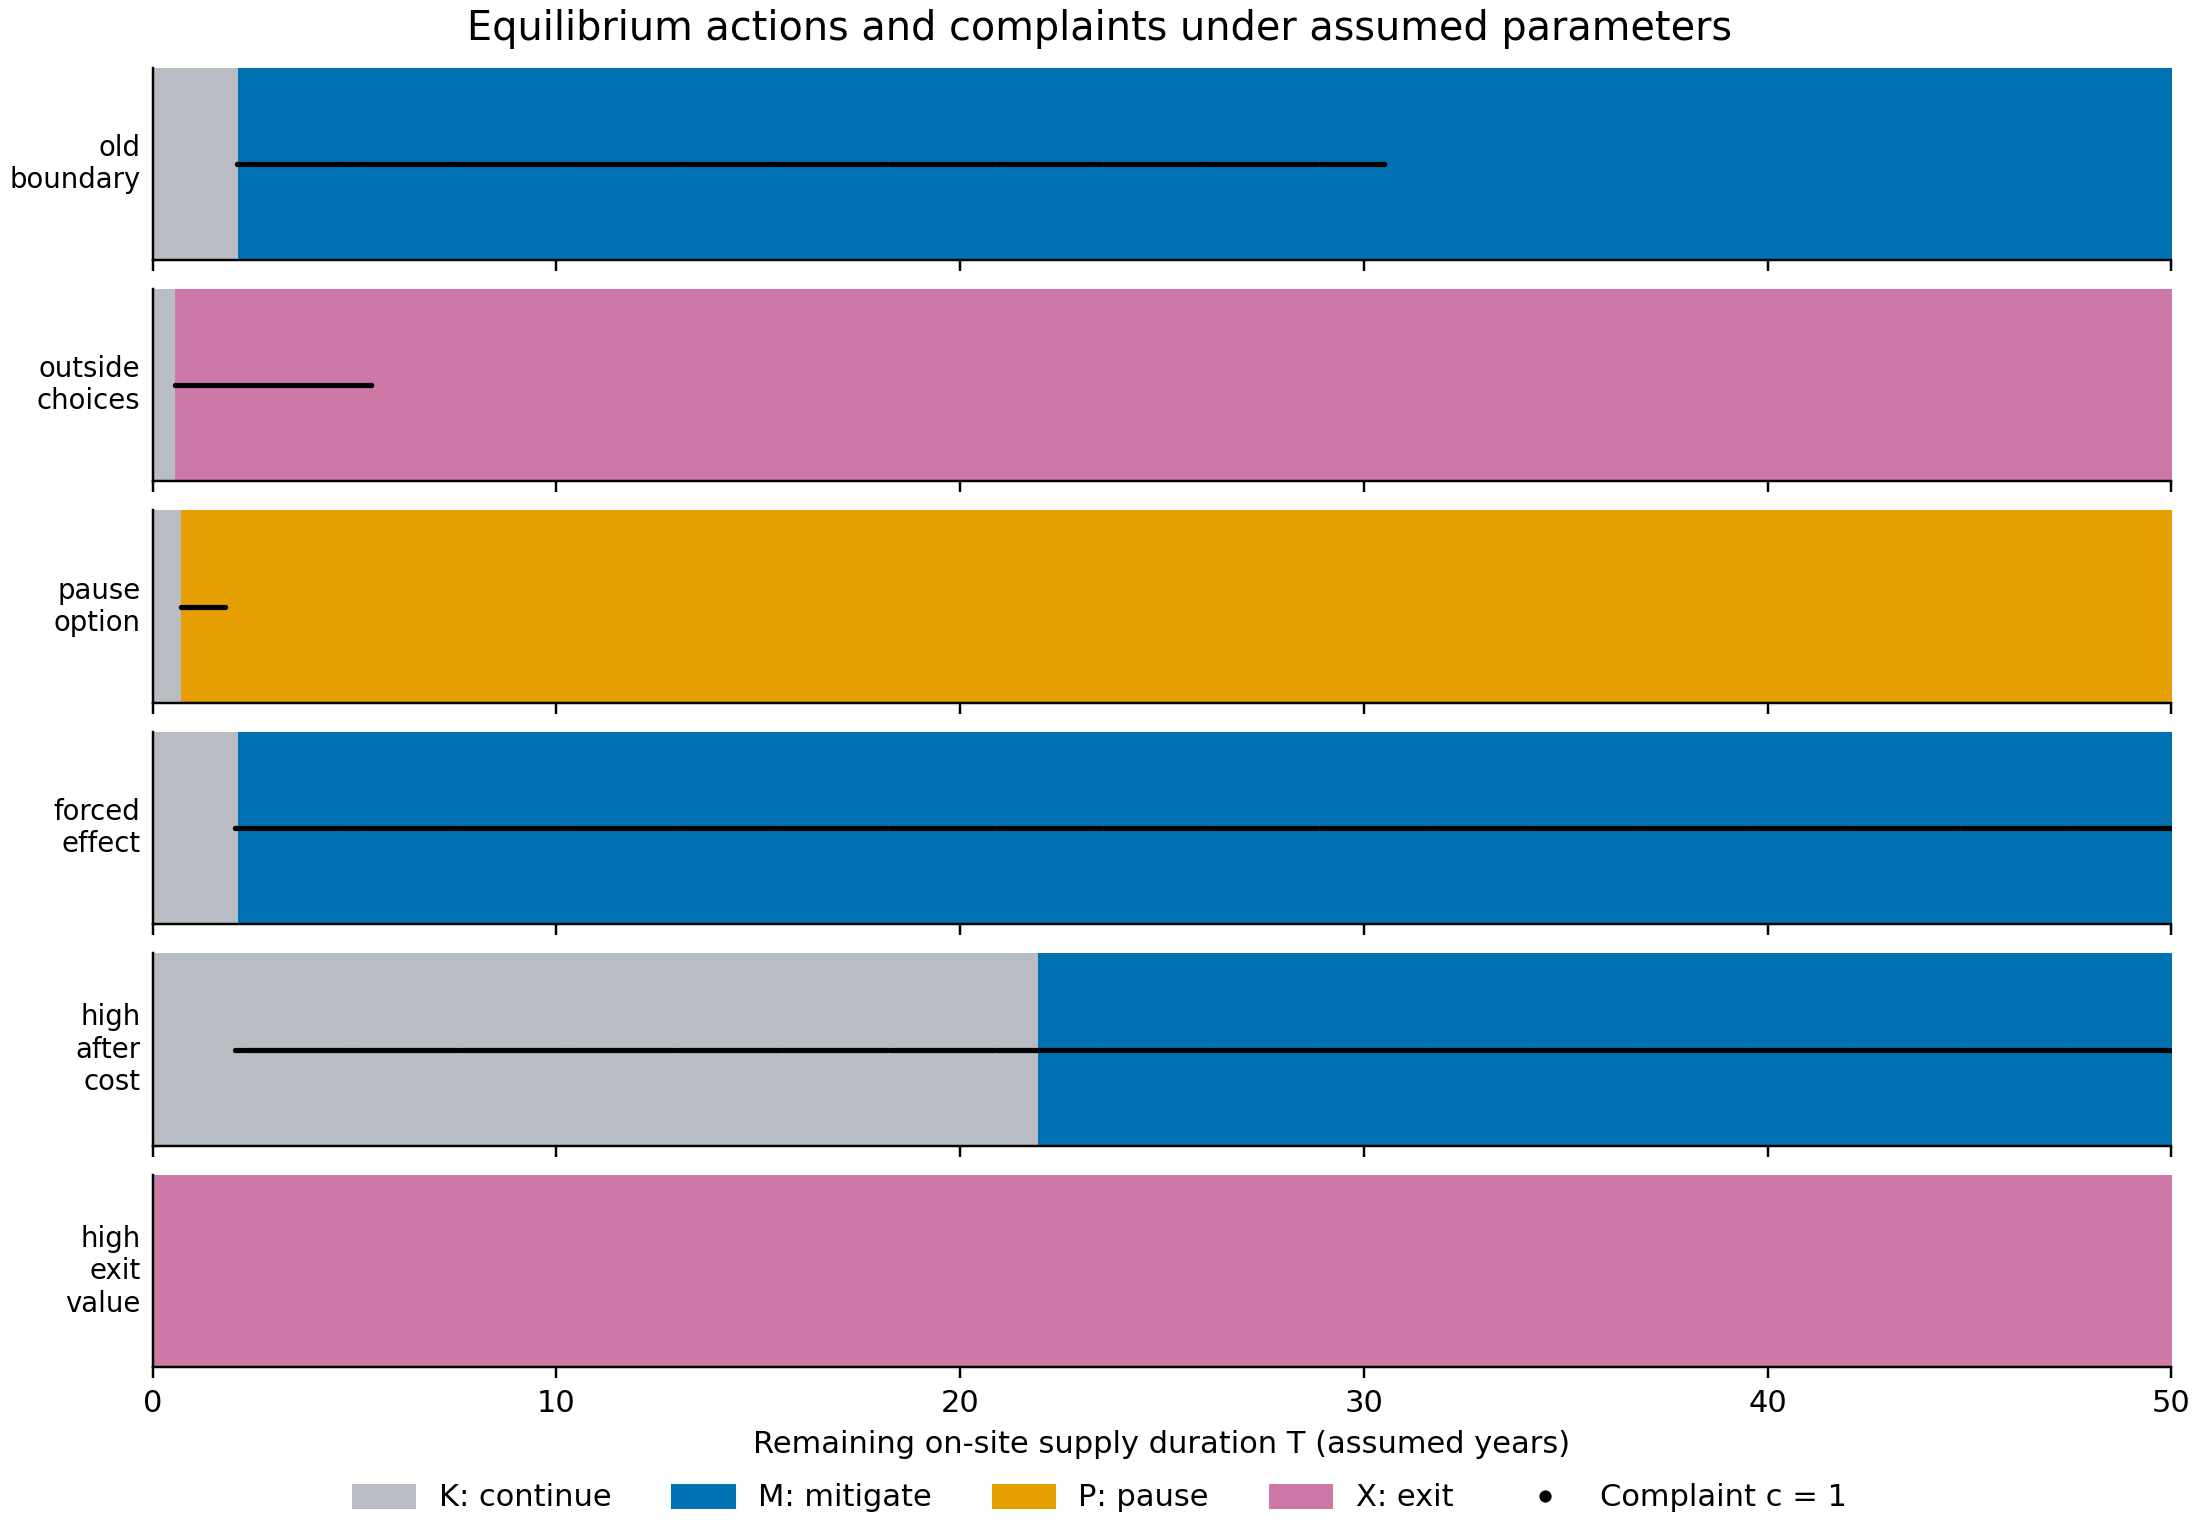 Equilibrium actions and complaints under assumed parameters
old
boundary
outside
choices
pause
option
forced
effect
high
after
cost
high
exit
value
0 10 20 30 40 50
Remaining on-site supply duration T (assumed years)
K: continue M: mitigate P: pause X: exit Complaint c = 1